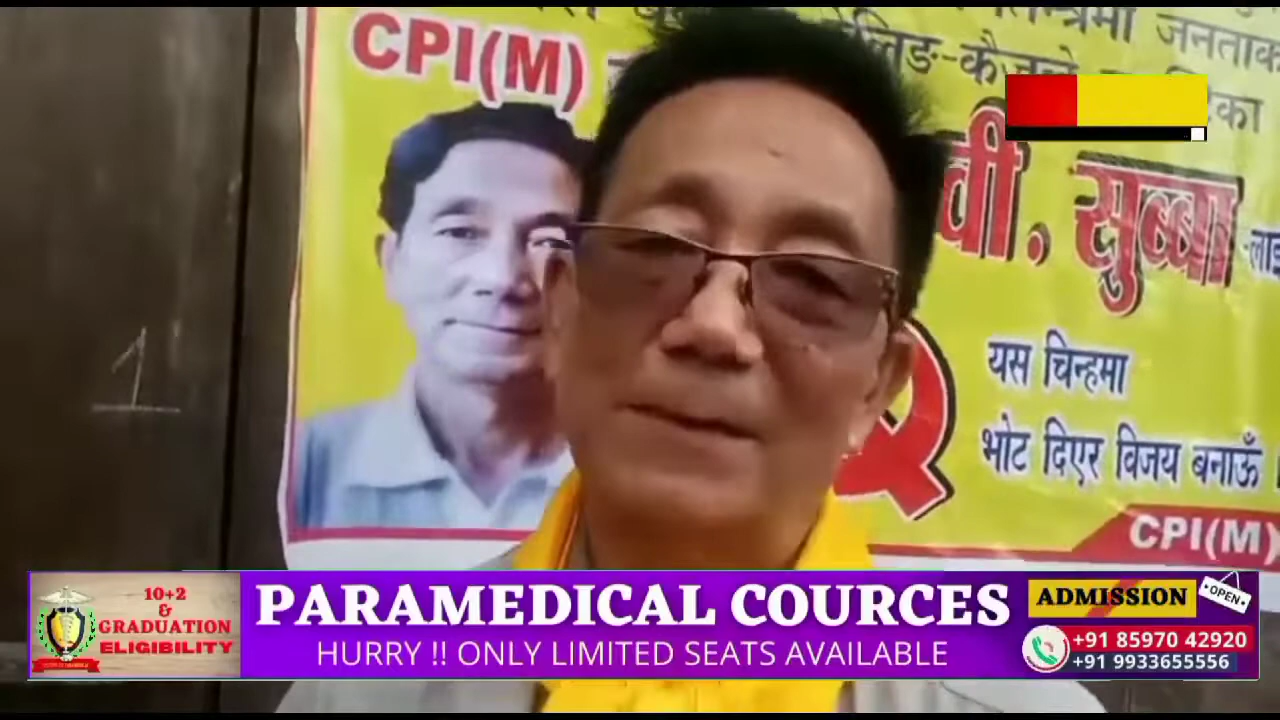 CPI(M)
जनताका
लिङ-कैजले
वी. सुब्बा
यस चिन्हमा
भोट दिएर विजय बनाऊँ
CPI(M)
1
10+2
&
GRADUATION
ELIGIBILITY
PARAMEDICAL COURCES
HURRY !! ONLY LIMITED SEATS AVAILABLE
ADMISSION
OPEN
+91 85970 42920
+91 9933655556